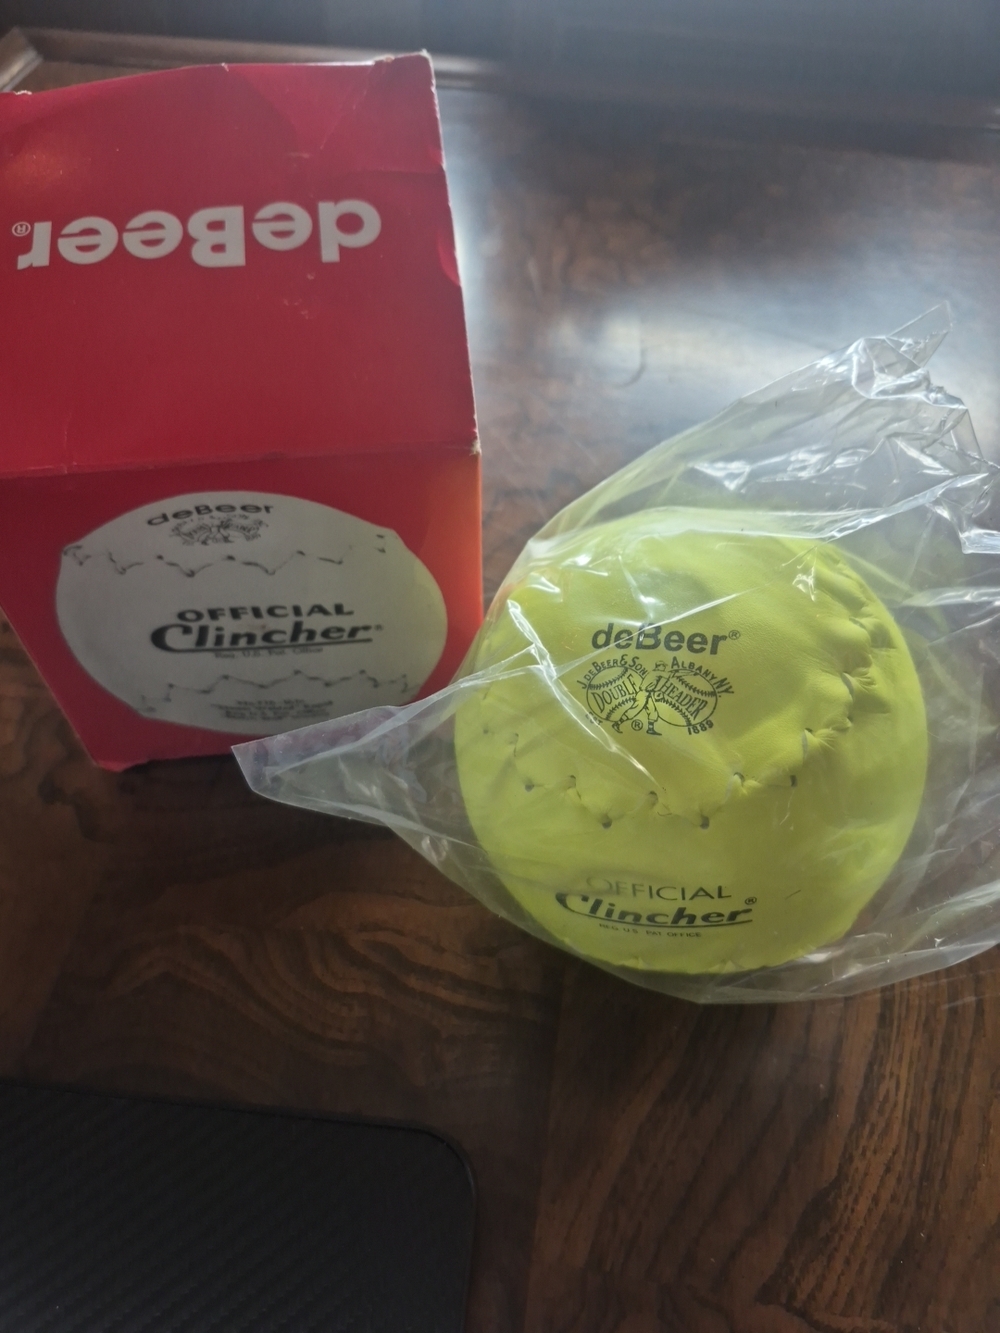 deBeer®
deBeer
OFFICIAL
Clincher®
Reg. U.S. Pat. Office
deBeer®
J. DEBEER & SON ALBANY, NY.
DOUBLE HEADER
® 1889
OFFICIAL
Clincher®
REG. U.S. PAT. OFFICE